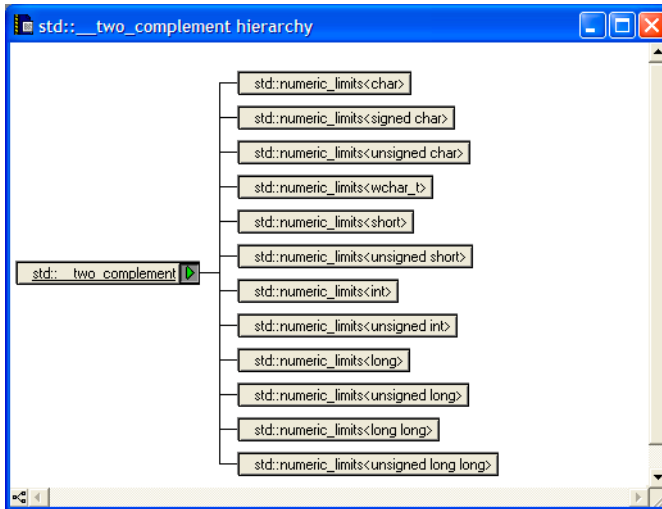 std::__two_complement hierarchy
std::numeric_limits<char>
std::numeric_limits<signed char>
std::numeric_limits<unsigned char>
std::numeric_limits<wchar_t>
std::numeric_limits<short>
std::__two_complement
std::numeric_limits<unsigned short>
std::numeric_limits<int>
std::numeric_limits<unsigned int>
std::numeric_limits<long>
std::numeric_limits<unsigned long>
std::numeric_limits<long long>
std::numeric_limits<unsigned long long>